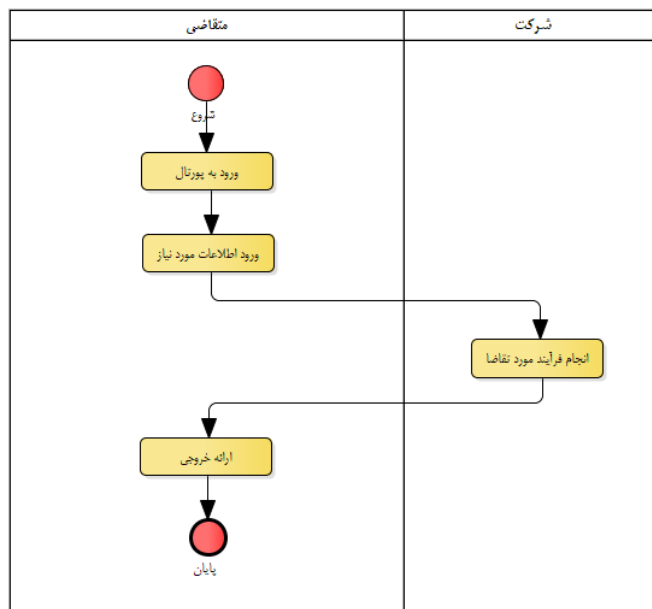 شرکت
متقاضی
شروع
ورود به پورتال
ورود اطلاعات مورد نیاز
انجام فرآیند مورد تقاضا
ارائه خروجی
پایان